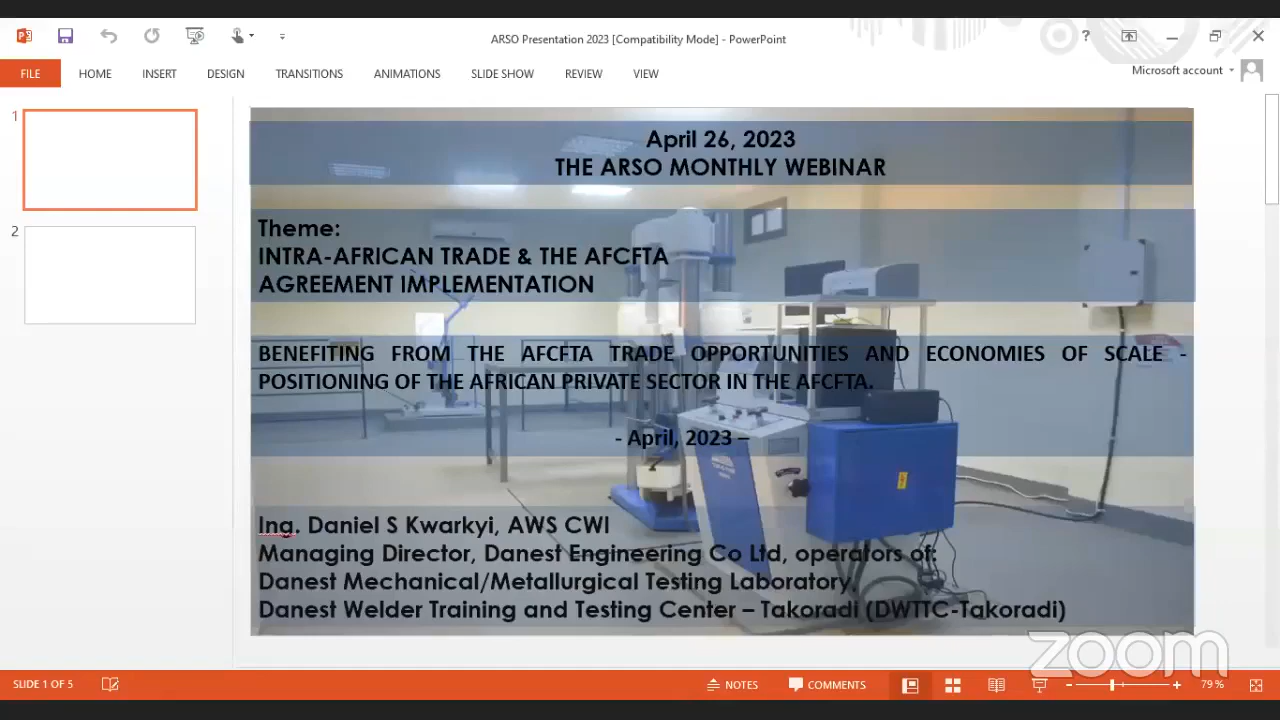 ARSO Presentation 2023 [Compatibility Mode] - PowerPoint
?
FILE
HOME
INSERT
DESIGN
TRANSITIONS
ANIMATIONS
SLIDE SHOW
REVIEW
VIEW
Microsoft account
1
2
April 26, 2023
THE ARSO MONTHLY WEBINAR
Theme:
INTRA-AFRICAN TRADE & THE AFCFTA
AGREEMENT IMPLEMENTATION
BENEFITING FROM THE AFCFTA TRADE OPPORTUNITIES AND ECONOMIES OF SCALE -
POSITIONING OF THE AFRICAN PRIVATE SECTOR IN THE AFCFTA.
- April, 2023 –
Ing. Daniel S Kwarkyi, AWS CWI
Managing Director, Danest Engineering Co Ltd, operators of:
Danest Mechanical/Metallurgical Testing Laboratory,
Danest Welder Training and Testing Center – Takoradi (DWTTC-Takoradi)
zoom
SLIDE 1 OF 5
NOTES
COMMENTS
79%